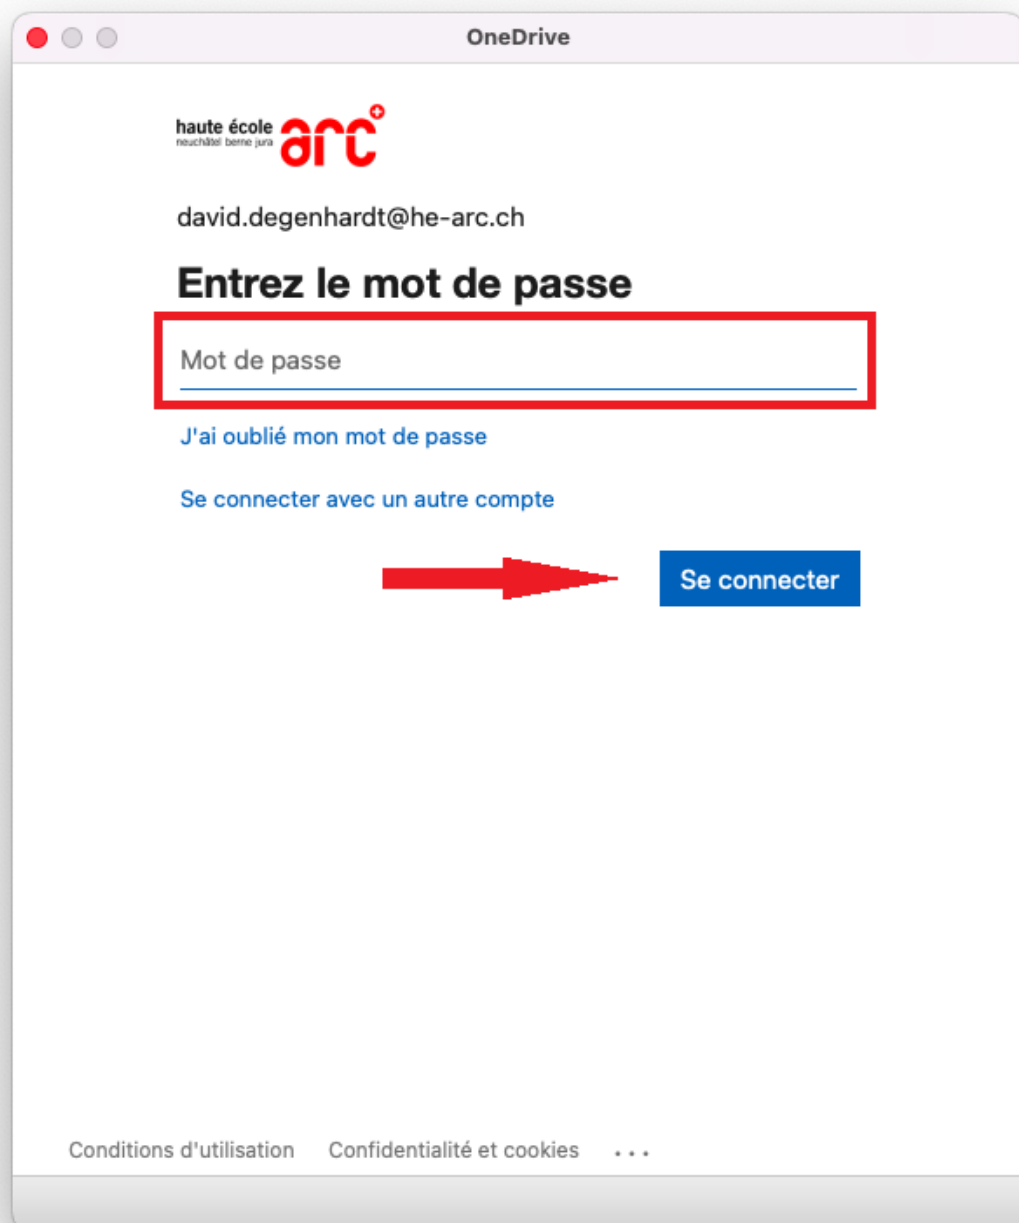 OneDrive
haute école
neuchâtel berne jura
arc
david.degenhardt@he-arc.ch
Entrez le mot de passe
Mot de passe
J'ai oublié mon mot de passe
Se connecter avec un autre compte
Se connecter
Conditions d'utilisation Confidentialité et cookies ...